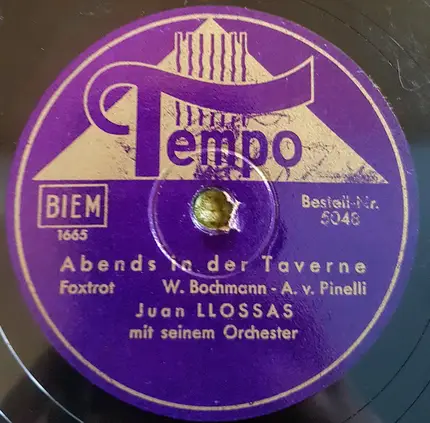 Tempo
BIEM
1665
Bestell-Nr.
5048
Abends in der Taverne
Foxtrot W. Bochmann - A. v. Pinelli
Juan LLOSSAS
mit seinem Orchester